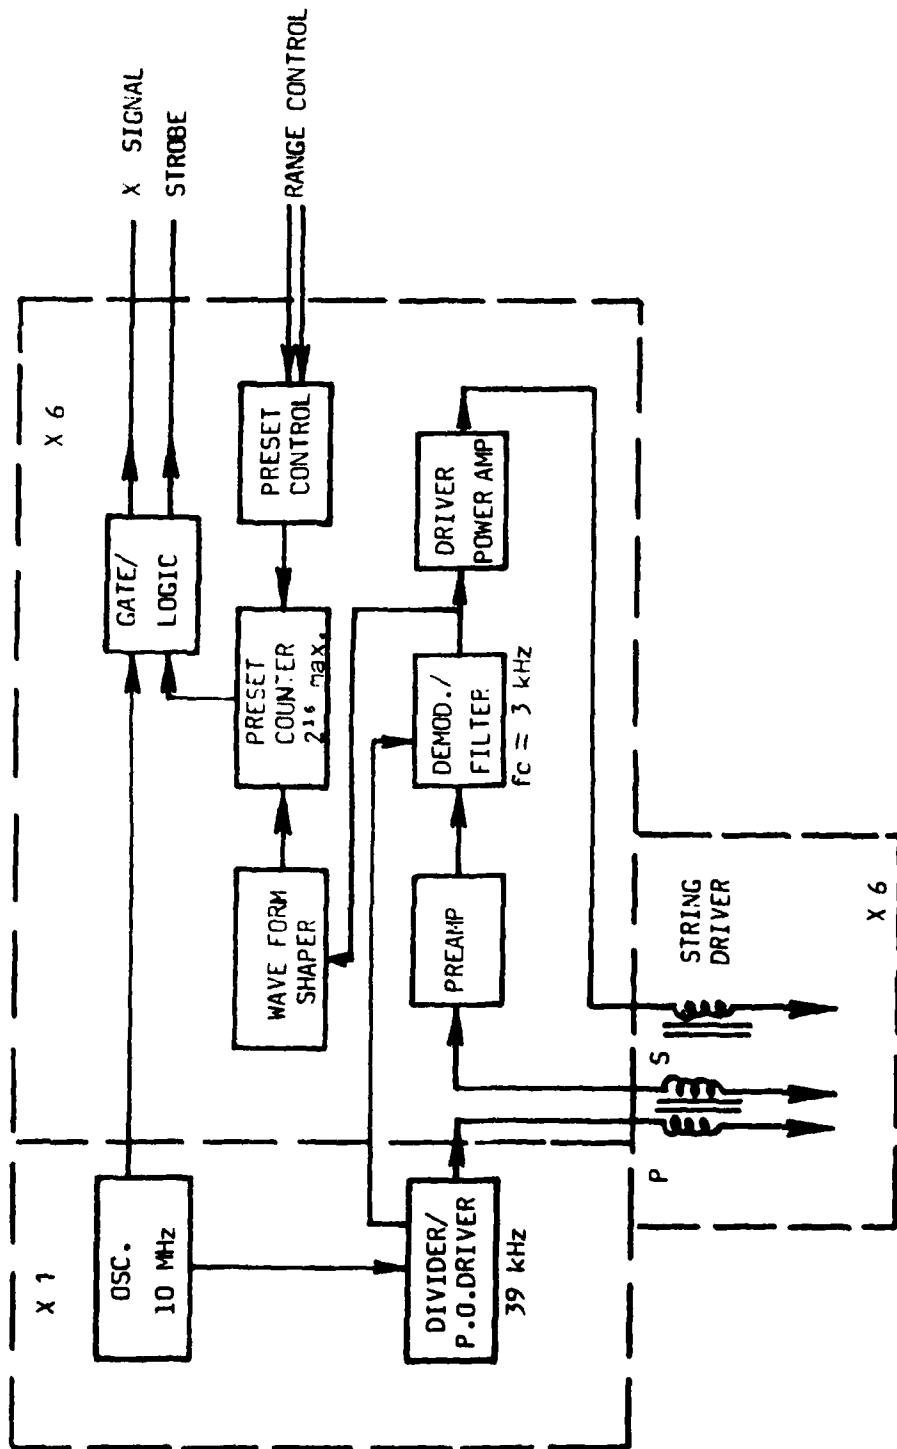 X 1
OSC.
10 MHz
DIVIDER/
P.O.DRIVER
39 kHz
X 6
GATE/
LOGIC
X SIGNAL
STROBE
WAVE FORM
SHAPER
PRESET
COUNTER
2¹⁶ max.
PRESET
CONTROL
RANGE CONTROL
PREAMP
DEMOD./
FILTER
fc = 3 kHz
DRIVER
POWER AMP
P
S
STRING
DRIVER
X 6